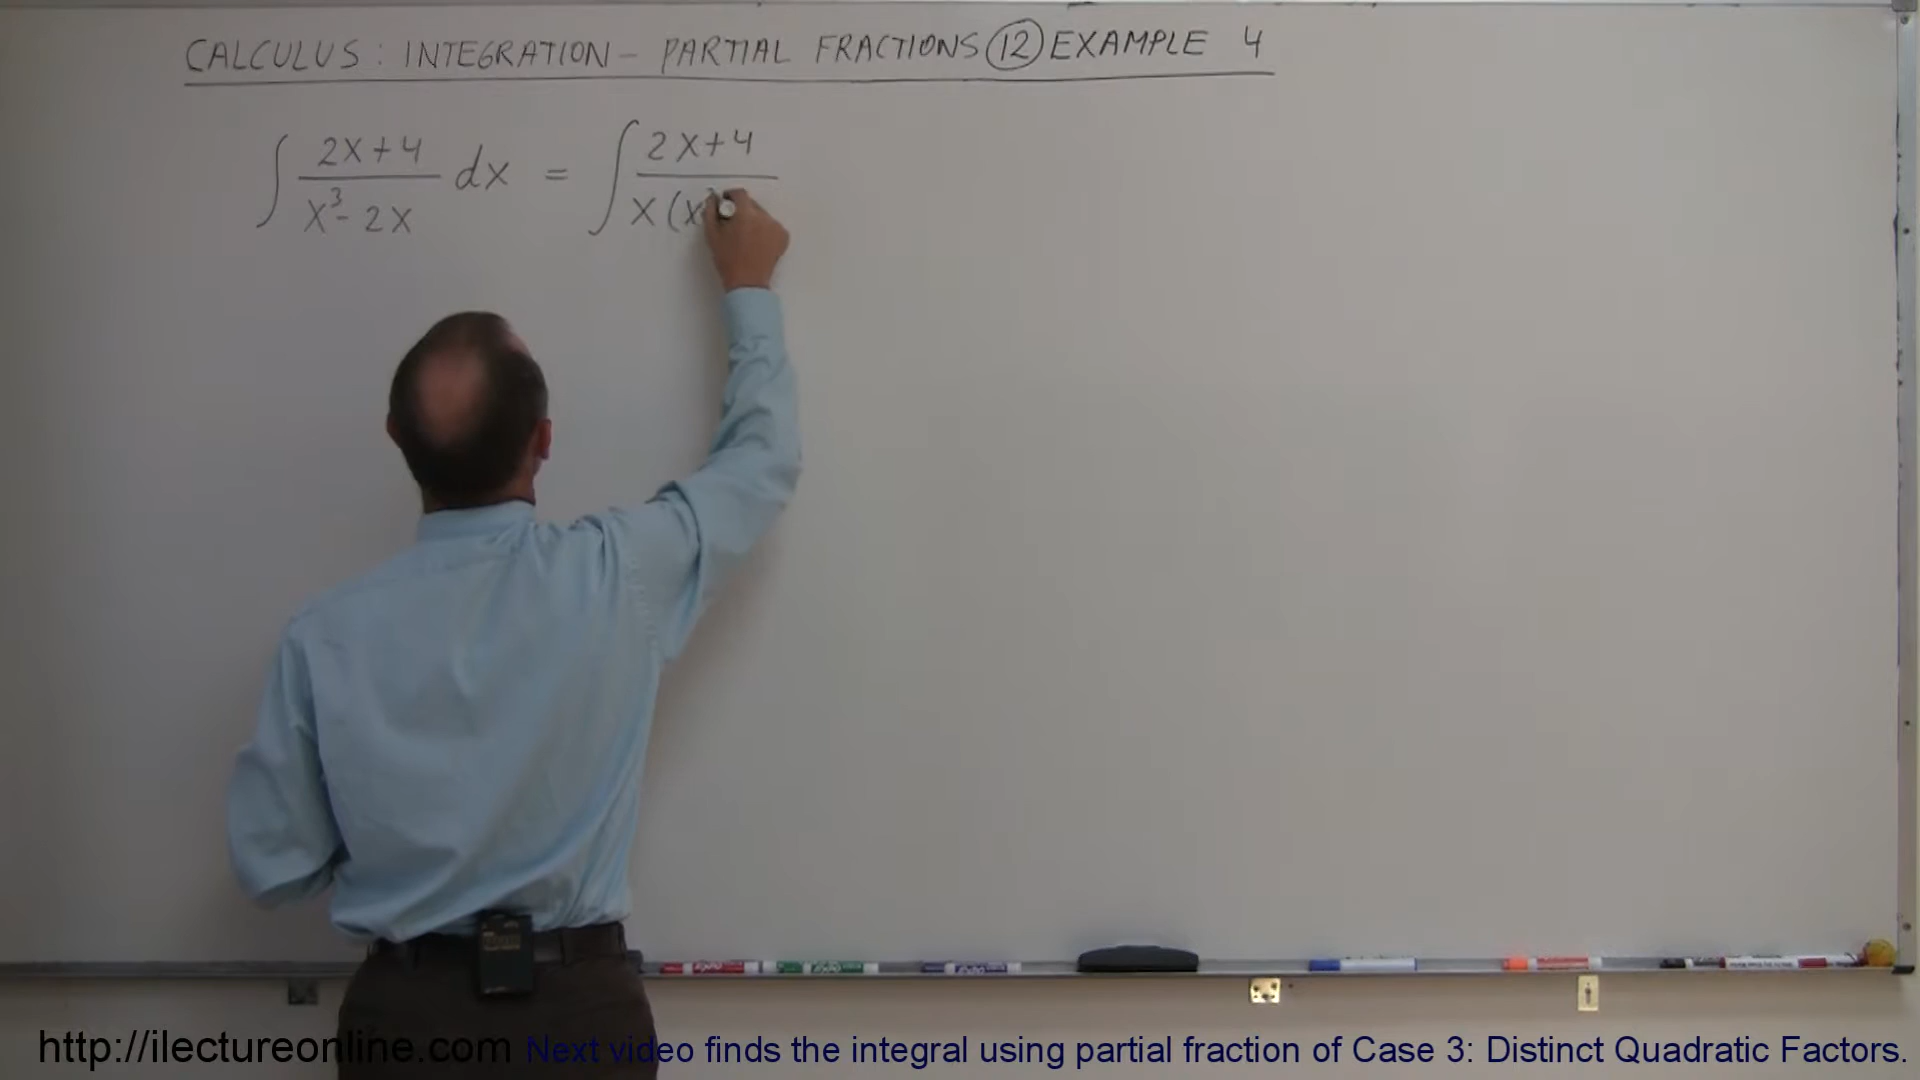 CALCULUS: INTEGRATION - PARTIAL FRACTIONS (12) EXAMPLE 4
∫ (2X+4)/(X³-2X) dx = ∫ (2X+4)/(X(X²
http://ilectureonline.com Next video finds the integral using partial fraction of Case 3: Distinct Quadratic Factors.